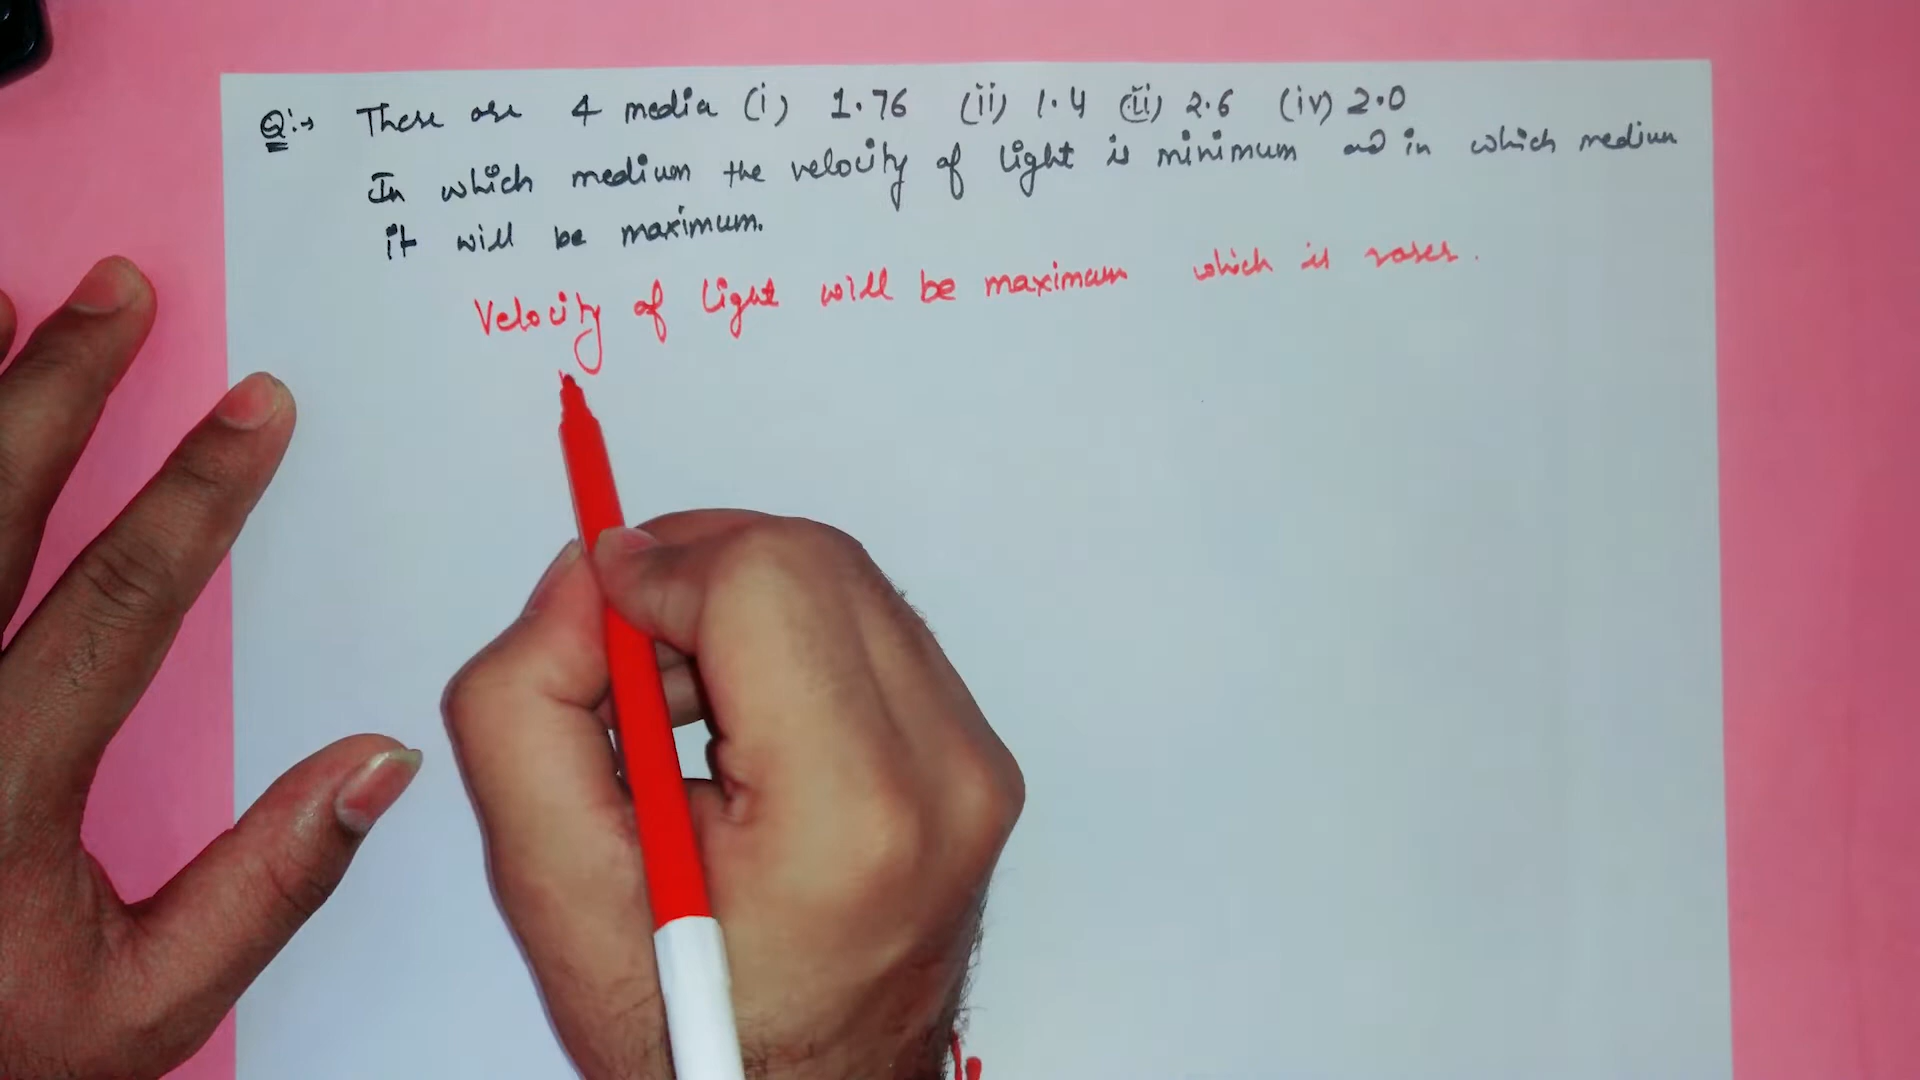 Q:→ There are 4 media (i) 1.76 (ii) 1.4 (iii) 2.6 (iv) 2.0
In which medium the velocity of light is minimum and in which medium
it will be maximum.
Velocity of light will be maximum which is rarer.